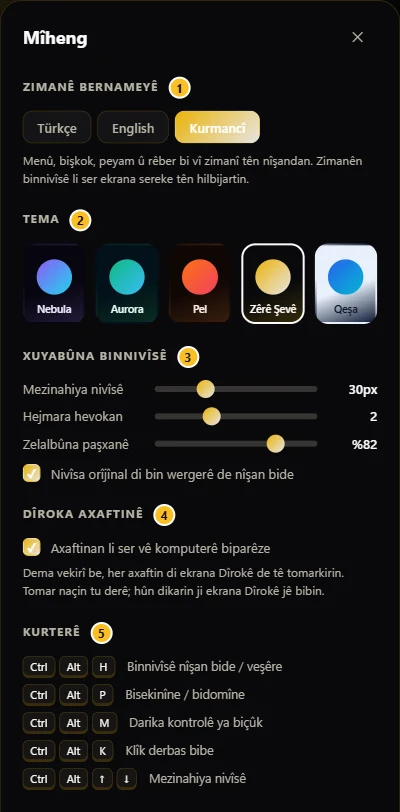 Mîheng
ZIMANÊ BERNAMEYÊ 1
Türkçe English Kurmancî
Menû, bişkok, peyam û rêber bi vî zimanî tên nîşandan. Zimanên
binnivîsê li ser ekrana sereke tên hilbijartin.
TEMA 2
Nebula Aurora Pel Zêrê Şevê Qeşa
XUYABÛNA BINNIVÎSÊ 3
Mezinahiya nivîsê 30px
Hejmara hevokan 2
Zelalbûna paşxanê %82
Nivîsa orîjînal di bin wergerê de nîşan bide
DÎROKA AXAFTINÊ 4
Axaftinan li ser vê komputerê biparêze
Dema vekirî be, her axaftin di ekrana Dîrokê de tê tomarkirin.
Tomar naçin tu derê; hûn dikarin ji ekrana Dîrokê jê bibin.
KURTERÊ 5
Ctrl Alt H Binnivîsê nîşan bide / veşêre
Ctrl Alt P Bisekinîne / bidomîne
Ctrl Alt M Darika kontrolê ya biçûk
Ctrl Alt K Klîk derbas bibe
Ctrl Alt ↑ ↓ Mezinahiya nivîsê